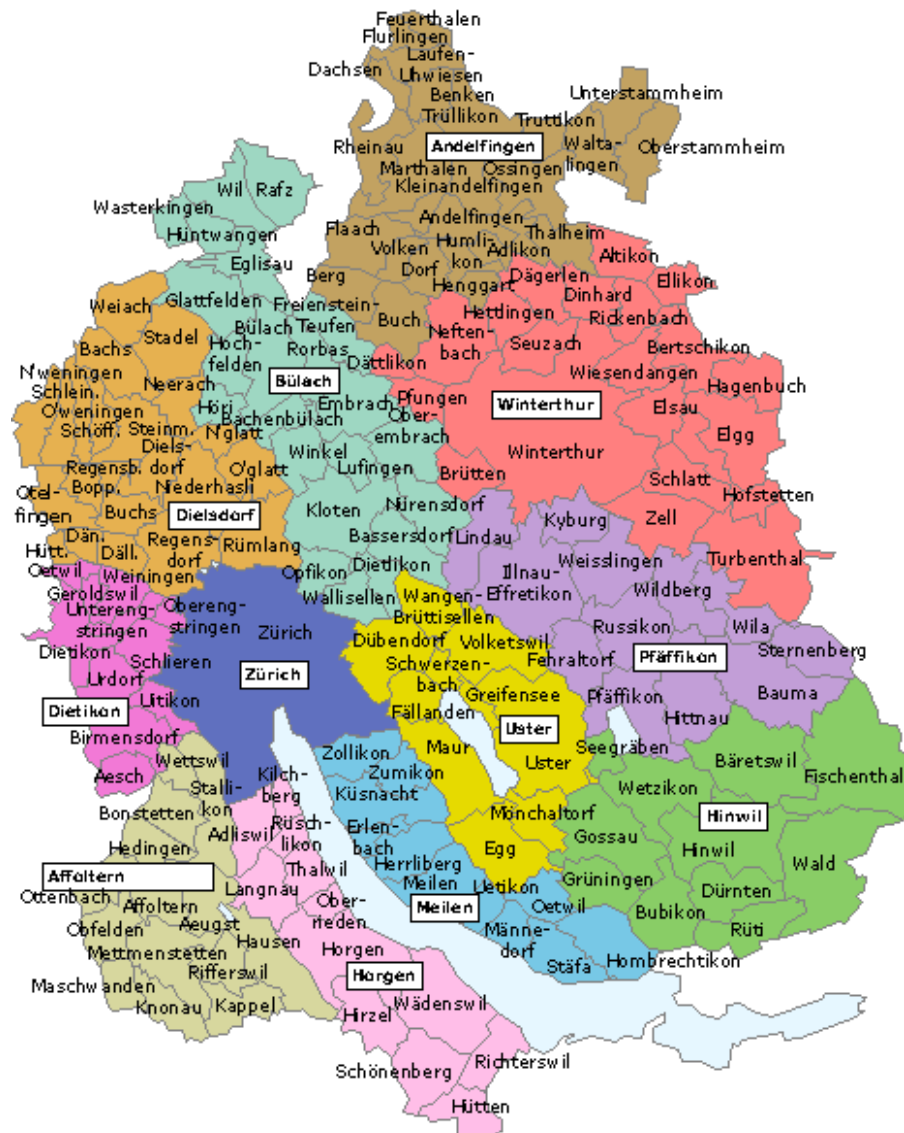 Feuerthalen
Flurlingen
Laufen-
Uhwiesen
Dachsen
Benken
Unterstammheim
Trüllikon
Truttikon
Andelfingen
Rheinau
Waltalingen
Oberstammheim
Marthalen
Ossingen
Kleinandelfingen
Wil
Rafz
Wasterkingen
Hüntwangen
Andelfingen
Flaach
Volken
Humli-
kon
Thalheim
Adlikon
Altikon
Eglisau
Berg
Dorf
Dägerlen
Henggart
Ellikon
Glattfelden
Freienstein-
Teufen
Buch
Hettlingen
Dinhard
Rickenbach
Weiach
Stadel
Bülach
Hoch-
felden
Rorbas
Neften-
bach
Seuzach
Bertschikon
Bachs
Dättlikon
Wiesendangen
N'weningen
Schlein.
Neerach
Bülach
Hagenbuch
Pfungen
Winterthur
Elsau
O'weningen
Höri
Embrach
Bachenbülach
Ober-
embrach
Schöff.
Steinm.
N'glatt
Elgg
Diels-
dorf
Winkel
Winterthur
Regensb.
O'glatt
Lufingen
Brütten
Schlatt
Bopp.
Niederhasli
Otel-
fingen
Buchs
Dielsdorf
Kloten
Nürensdorf
Hofstetten
Kyburg
Zell
Bassersdorf
Lindau
Hütt.
Dän.
Regens-
dorf
Rümlang
Däll.
Weisslingen
Turbenthal
Oetwil
Weiningen
Opfikon
Dietlikon
Illnau-
Effretikon
Wildberg
Geroldswil
Wallisellen
Wangen-
Brüttisellen
Untereng-
stringen
Obereng-
stringen
Zürich
Russikon
Wila
Dübendorf
Volketswil
Sternenberg
Dietikon
Schlieren
Fehraltorf
Pfäffikon
Zürich
Schwerzen-
bach
Urdorf
Uitikon
Greifensee
Pfäffikon
Bauma
Dietikon
Fällanden
Hittnau
Birmensdorf
Uster
Seegräben
Zollikon
Maur
Wettswil
Uster
Bäretswil
Aesch
Stalli-
kon
Kilch-
berg
Zumikon
Fischenthal
Küsnacht
Wetzikon
Bonstetten
Mönchaltorf
Hinwil
Adliswil
Rüsch-
likon
Erlen-
bach
Gossau
Hedingen
Egg
Hinwil
Affoltern
Thalwil
Herrliberg
Wald
Langnau
Meilen
Uetikon
Grüningen
Ottenbach
Affoltern
Ober-
rieden
Meilen
Oetwil
Dürnten
Bubikon
Aeugst
Obfelden
Männe-
dorf
Rüti
Mettmenstetten
Hausen
Horgen
Hombrechtikon
Rifferswil
Horgen
Stäfa
Maschwanden
Knonau
Kappel
Wädenswil
Hirzel
Richterswil
Schönenberg
Hütten